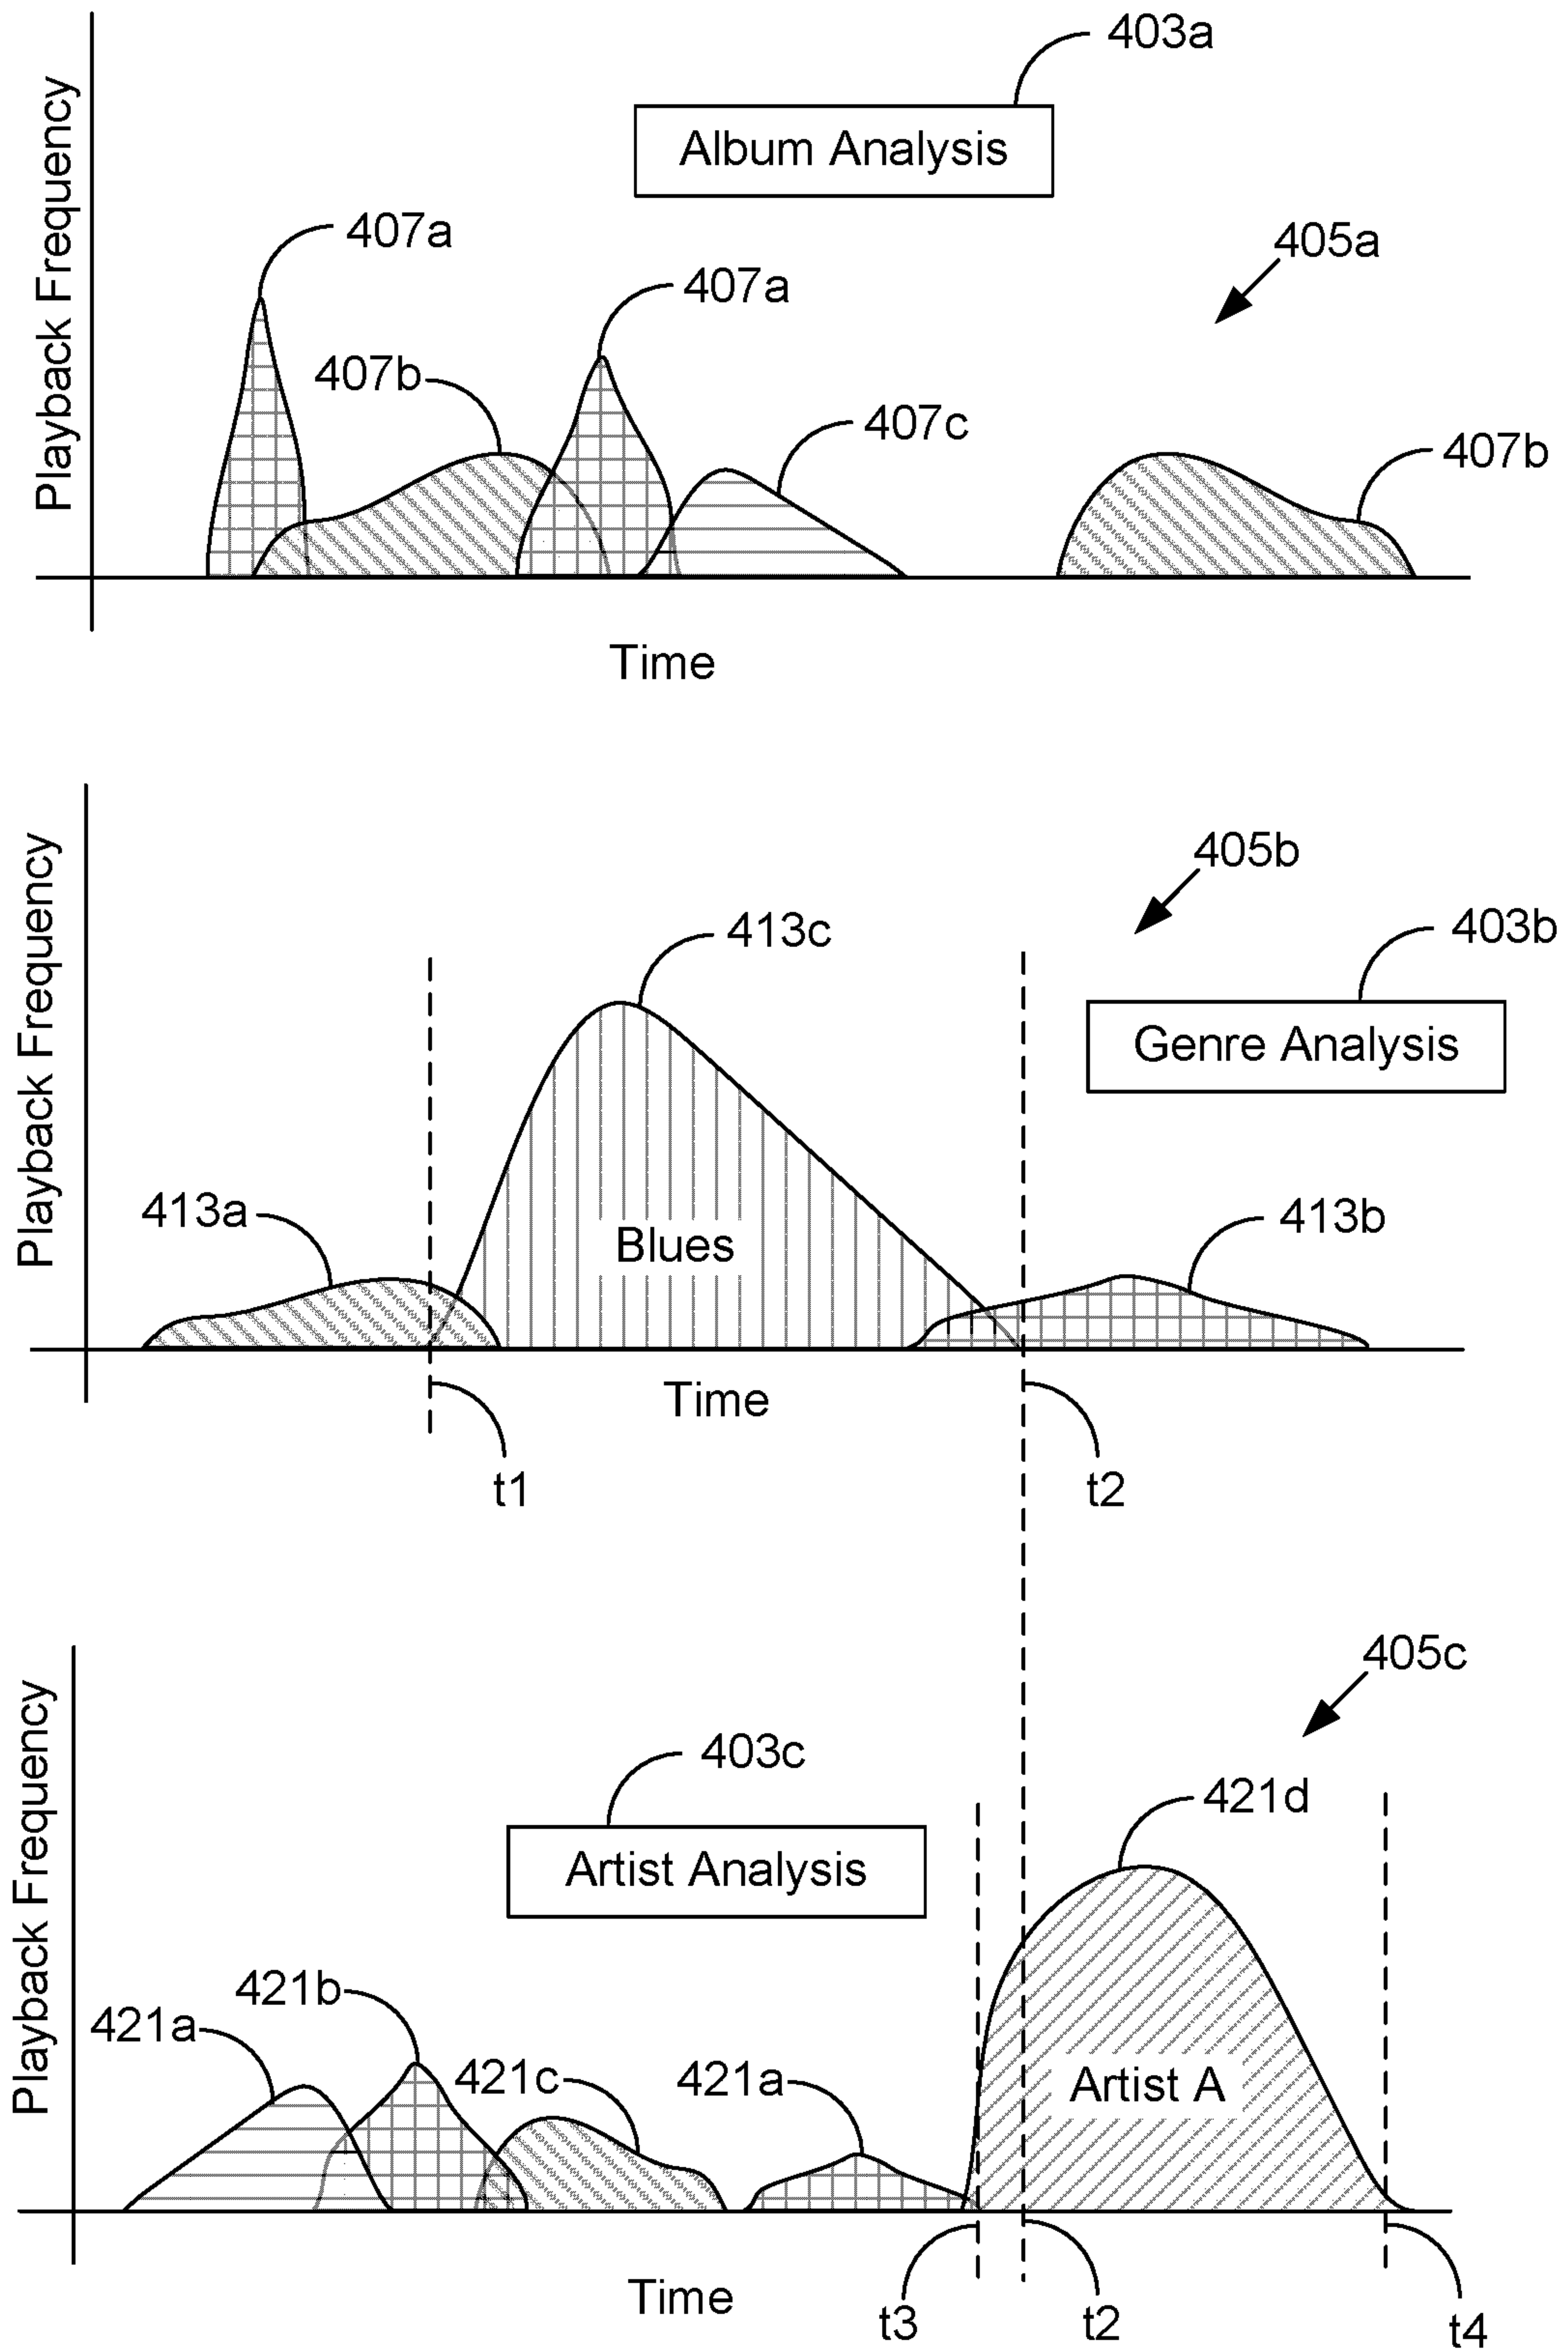 403a
Album Analysis
Playback Frequency
407a
405a
407a
407b
407c
407b
Time
405b
403b
413c
Genre Analysis
Playback Frequency
413a
413b
Blues
Time
t1
t2
405c
403c
421d
Artist Analysis
Playback Frequency
421b
421a
421c
421a
Artist A
Time
t3
t2
t4